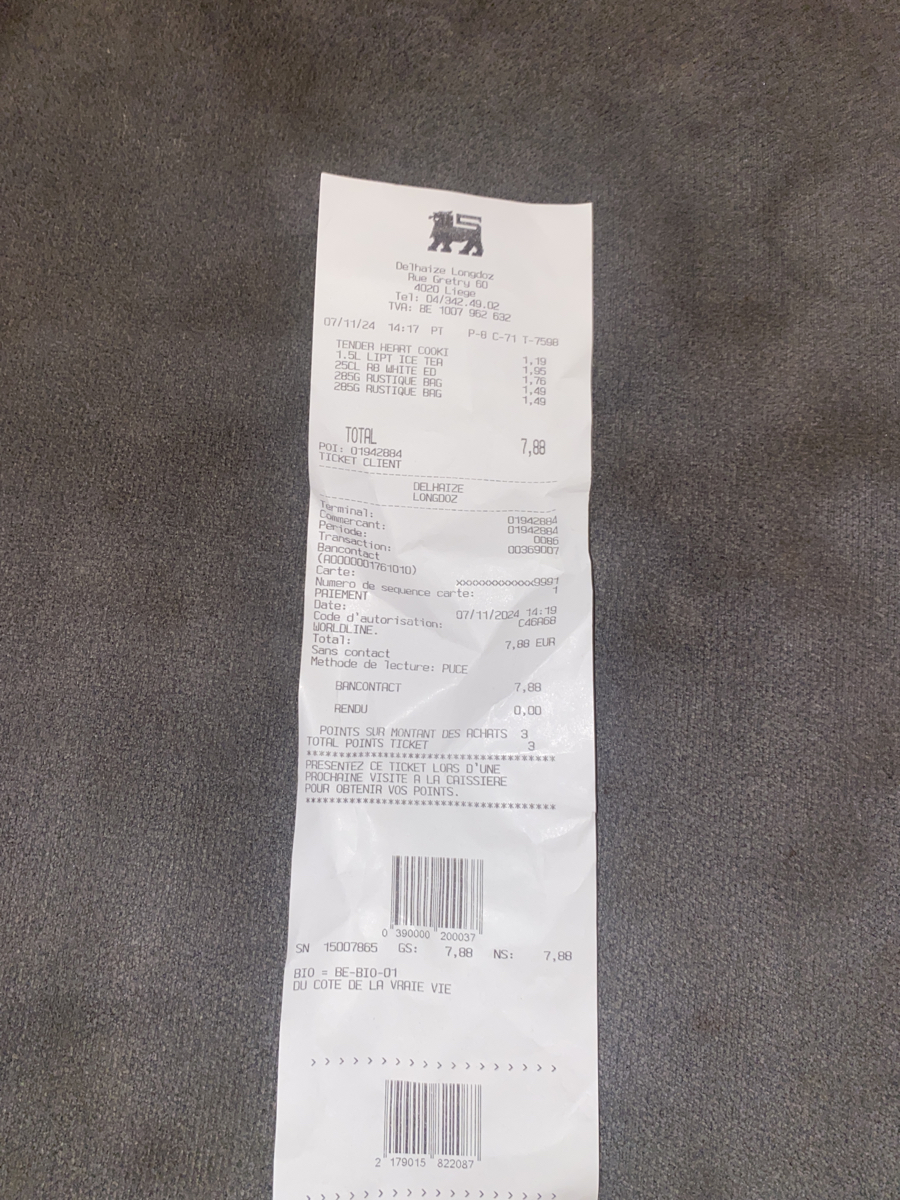 Delhaize Longdoz
Rue Gretry 60
4020 Liege
Tel: 04/342.49.02
TVA: BE 1007 962 632
07/11/24 14:17 PT P-6 C-71 T-7598
TENDER HEART COOKI 1,19
1.5L LIPT ICE TEA 1,95
25CL RB WHITE ED 1,76
285G RUSTIQUE BAG 1,49
285G RUSTIQUE BAG 1,49
TOTAL 7,88
POI: 01942884
TICKET CLIENT
DELHAIZE
LONGDOZ
Terminal: 01942884
Commercant: 01942884
Periode: 0086
Transaction: 00369007
Bancontact
(A0000001761010)
Carte: xxxxxxxxxxxxx9991
Numero de sequence carte: 1
PAIEMENT
Date: 07/11/2024 14:19
Code d'autorisation: C46A68
WORLDLINE.
Total: 7,88 EUR
Sans contact
Methode de lecture: PUCE
BANCONTACT 7,88
RENDU 0,00
POINTS SUR MONTANT DES ACHATS 3
TOTAL POINTS TICKET 3
************************************
PRESENTEZ CE TICKET LORS D'UNE
PROCHAINE VISITE A LA CAISSIERE
POUR OBTENIR VOS POINTS.
************************************
0 390000 200037
SN 15007865 GS: 7,88 NS: 7,88
BIO = BE-BIO-01
DU COTE DE LA VRAIE VIE
> > > > > > > > > > > > > > > > > >
2 179015 822087
> > > > > > > > > > > > > > > > > >